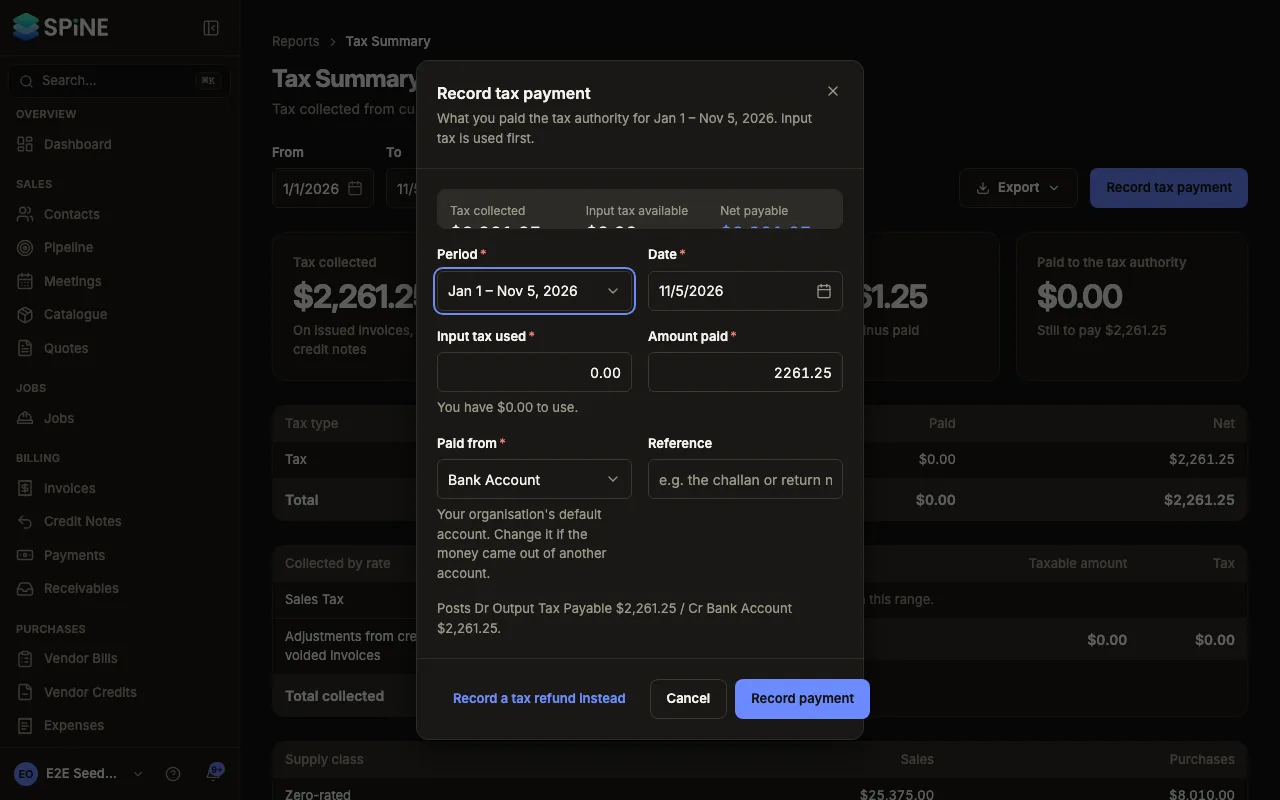 SPiNE
Search...
⌘K
OVERVIEW
Dashboard
SALES
Contacts
Pipeline
Meetings
Catalogue
Quotes
JOBS
Jobs
BILLING
Invoices
Credit Notes
Payments
Receivables
PURCHASES
Vendor Bills
Vendor Credits
Expenses
EO
E2E Seed...
9+
Reports
Tax Summary
Tax Summary
Tax collected from cu
From
To
1/1/2026
11/5
Export
Record tax payment
Tax collected
$2,261.25
On issued invoices,
credit notes
61.25
inus paid
Paid to the tax authority
$0.00
Still to pay $2,261.25
Tax type
Paid
Net
Tax
$0.00
$2,261.25
Total
$0.00
$2,261.25
Collected by rate
Taxable amount
Tax
Sales Tax
this range.
Adjustments from cre
voided invoices
$0.00
$0.00
Total collected
Supply class
Sales
Purchases
Zero-rated
$25,375.00
$8,010.00
Record tax payment
What you paid the tax authority for Jan 1 – Nov 5, 2026. Input
tax is used first.
Tax collected
Input tax available
Net payable
Period *
Date *
Jan 1 – Nov 5, 2026
11/5/2026
Input tax used *
Amount paid *
0.00
2261.25
You have $0.00 to use.
Paid from *
Reference
Bank Account
e.g. the challan or return n
Your organisation's default
account. Change it if the
money came out of another
account.
Posts Dr Output Tax Payable $2,261.25 / Cr Bank Account
$2,261.25.
Record a tax refund instead
Cancel
Record payment